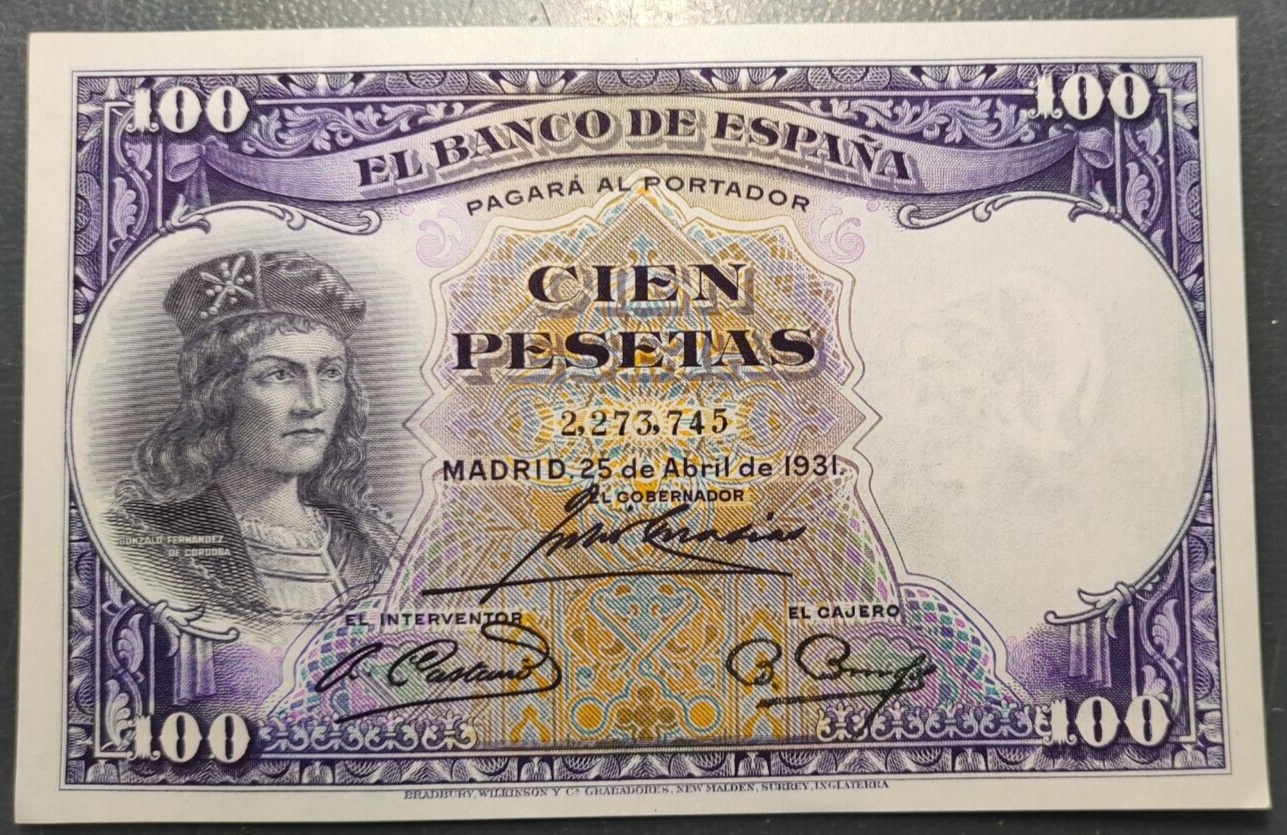 100
100
EL BANCO DE ESPAÑA
PAGARÁ AL PORTADOR
CIEN
PESETAS
2,273,745
MADRID, 25 de Abril de 1931.
EL GOBERNADOR
GONZALO FERNANDEZ
DE CORDOBA
EL INTERVENTOR
EL CAJERO
100
100
BRADBURY, WILKINSON Y Cª GRABADORES, NEW MALDEN, SURREY, INGLATERRA